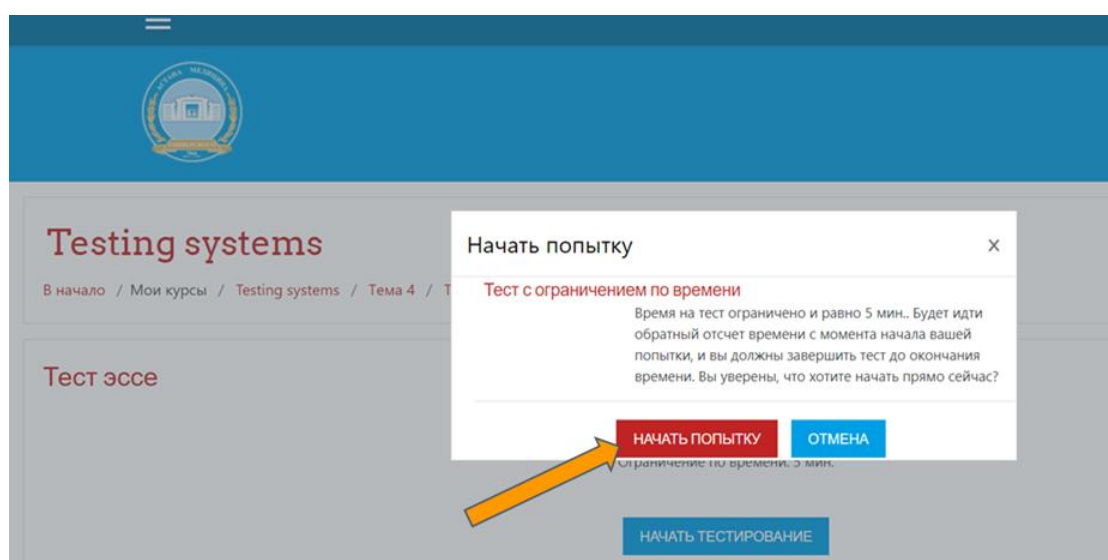 АСТАНА МЕДИЦИНА
Testing systems
В начало / Мои курсы / Testing systems / Тема 4 / Т
Тест эссе
Начать попытку
X
Тест с ограничением по времени
Время на тест ограничено и равно 5 мин.. Будет идти
обратный отсчет времени с момента начала вашей
попытки, и вы должны завершить тест до окончания
времени. Вы уверены, что хотите начать прямо сейчас?
НАЧАТЬ ПОПЫТКУ ОТМЕНА
Ограничение по времени: 5 мин.
НАЧАТЬ ТЕСТИРОВАНИЕ